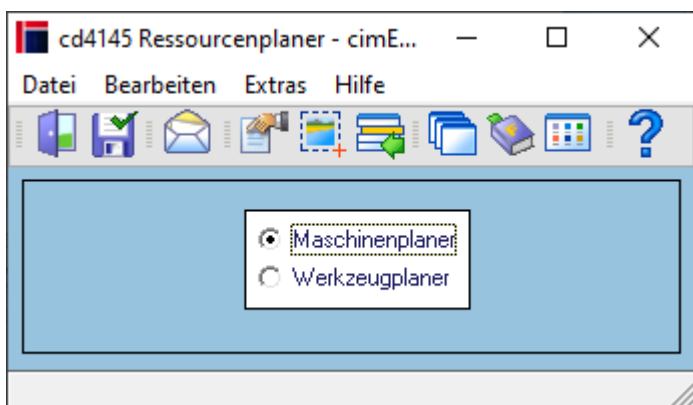 cd4145 Ressourcenplaner - cimE...
Datei Bearbeiten Extras Hilfe
Maschinenplaner
Werkzeugplaner